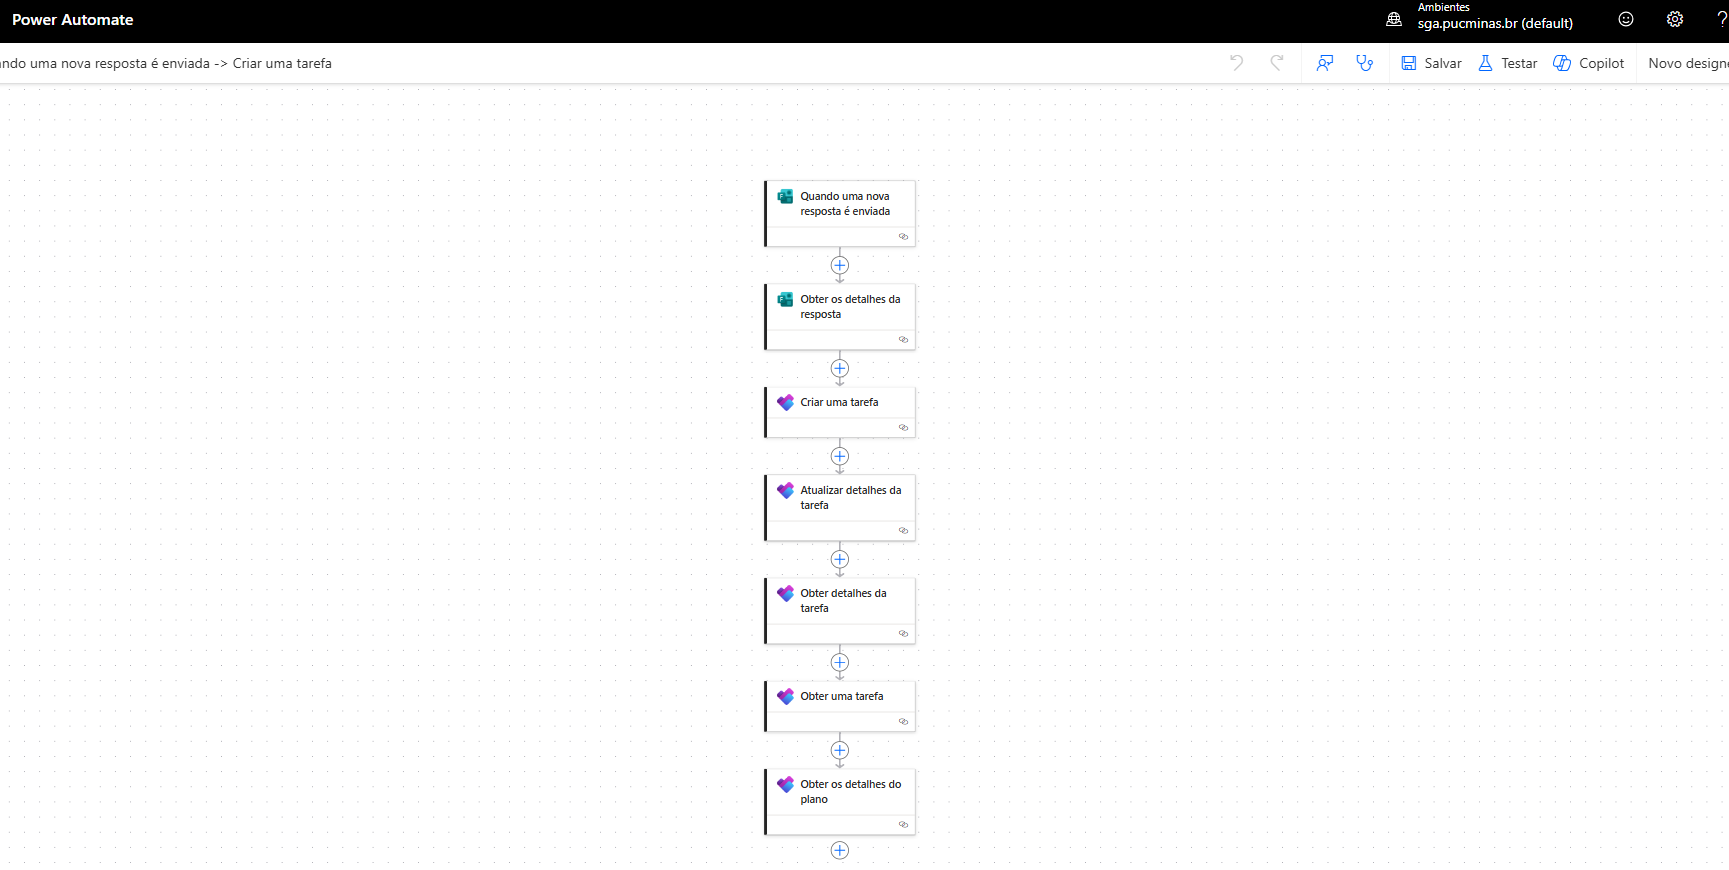 Power Automate
Ambientes
sga.pucminas.br (default)
?
ndo uma nova resposta é enviada -> Criar uma tarefa
Salvar
Testar
Copilot
Novo designe
Quando uma nova
resposta é enviada
Obter os detalhes da
resposta
Criar uma tarefa
Atualizar detalhes da
tarefa
Obter detalhes da
tarefa
Obter uma tarefa
Obter os detalhes do
plano